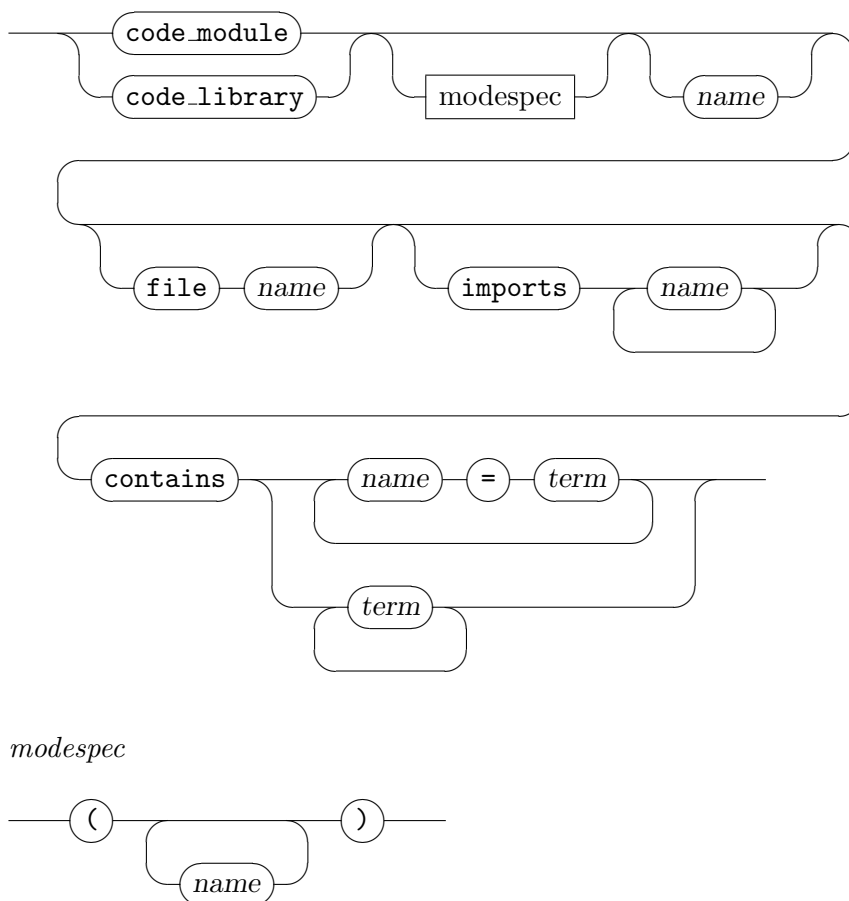 code_module
code_library modespec name
file name imports name
contains name = term
term
modespec
( )
name